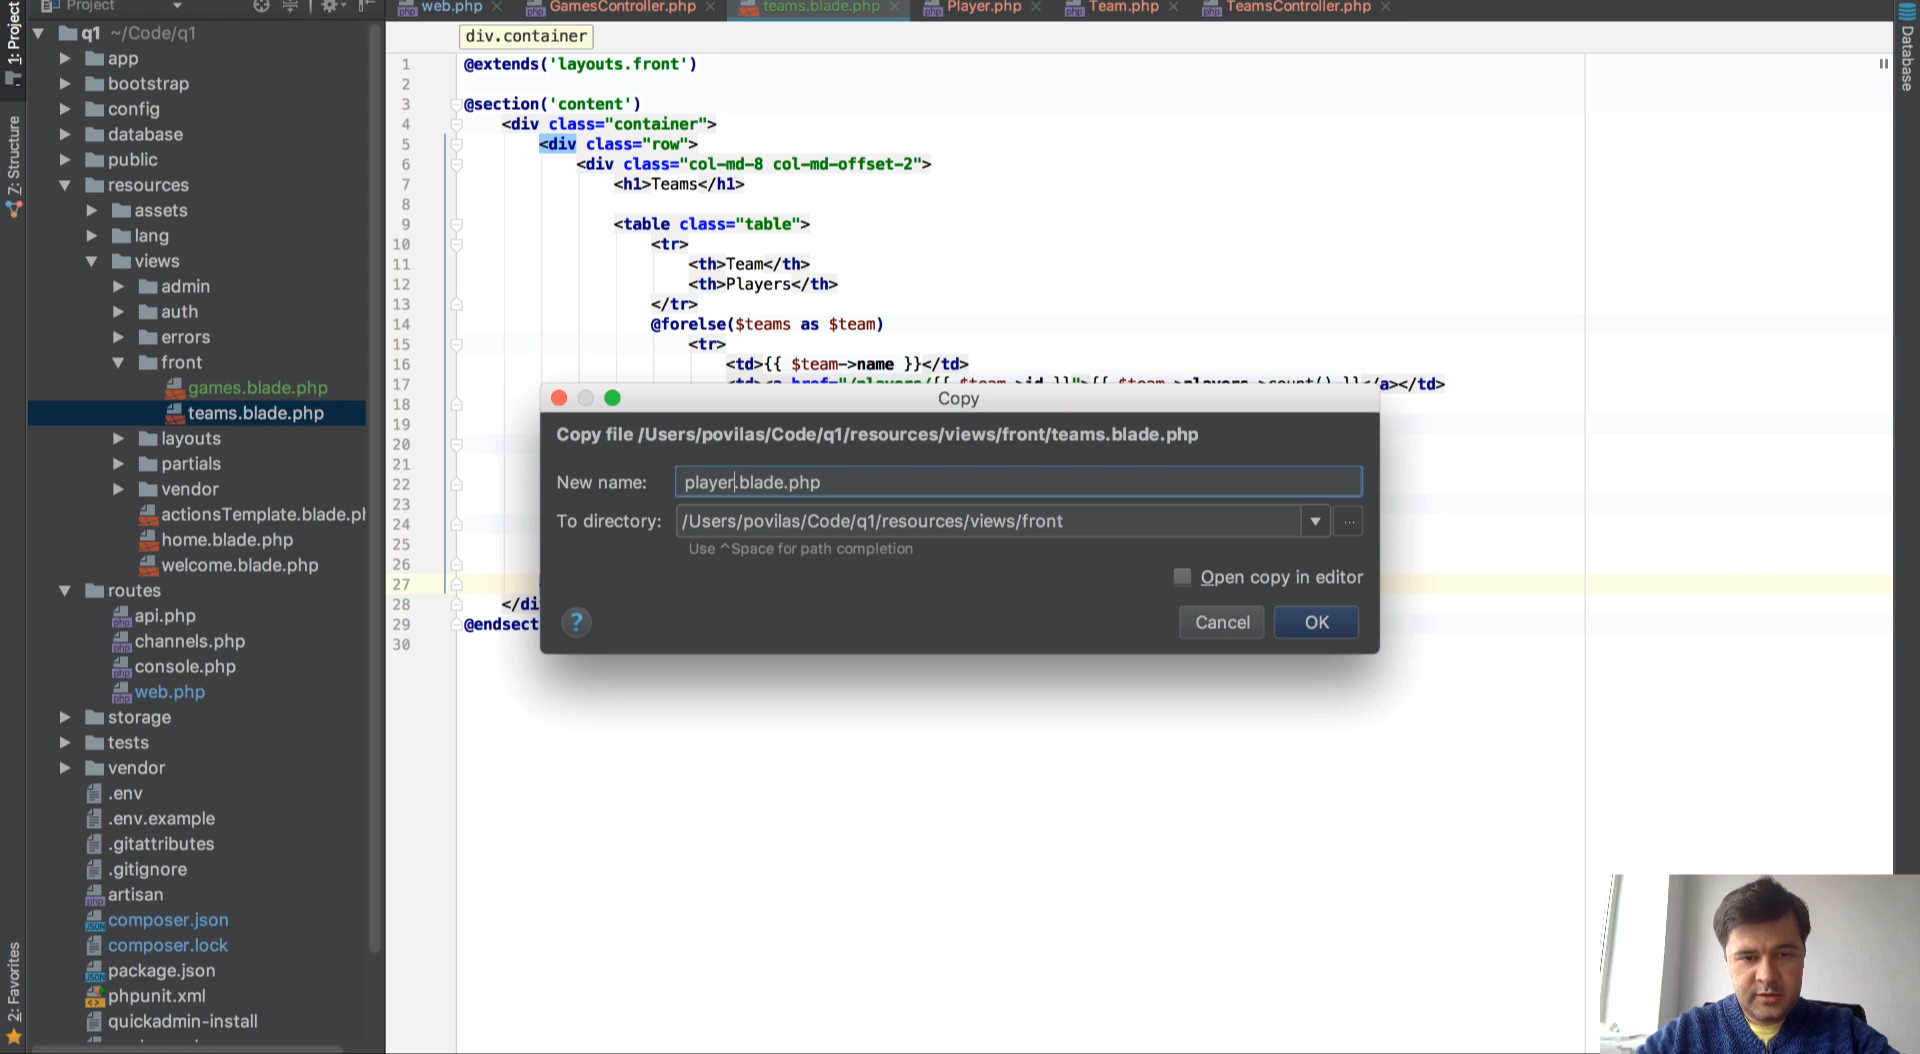 Project
web.php
GamesController.php
teams.blade.php
Player.php
Team.php
TeamsController.php
1: Project
Z: Structure
2: Favorites
Database
q1 ~/Code/q1
app
bootstrap
config
database
public
resources
assets
lang
views
admin
auth
errors
front
games.blade.php
teams.blade.php
layouts
partials
vendor
actionsTemplate.blade.p
home.blade.php
welcome.blade.php
routes
api.php
channels.php
console.php
web.php
storage
tests
vendor
.env
.env.example
.gitattributes
.gitignore
artisan
composer.json
composer.lock
package.json
phpunit.xml
quickadmin-install
div.container
1 @extends('layouts.front')
2
3 @section('content')
4 <div class="container">
5 <div class="row">
6 <div class="col-md-8 col-md-offset-2">
7 <h1>Teams</h1>
8
9 <table class="table">
10 <tr>
11 <th>Team</th>
12 <th>Players</th>
13 </tr>
14 @forelse($teams as $team)
15 <tr>
16 <td>{{ $team->name }}</td>
17 <td><a href="/players/{{ $team->id }}">{{ $team->players->count() }}</a></td>
18
19
20
21
22
23
24
25
26
27
28 </di
29 @endsect
30
Copy
Copy file /Users/povilas/Code/q1/resources/views/front/teams.blade.php
New name: player.blade.php
To directory: /Users/povilas/Code/q1/resources/views/front
Use ^Space for path completion
Open copy in editor
? Cancel OK